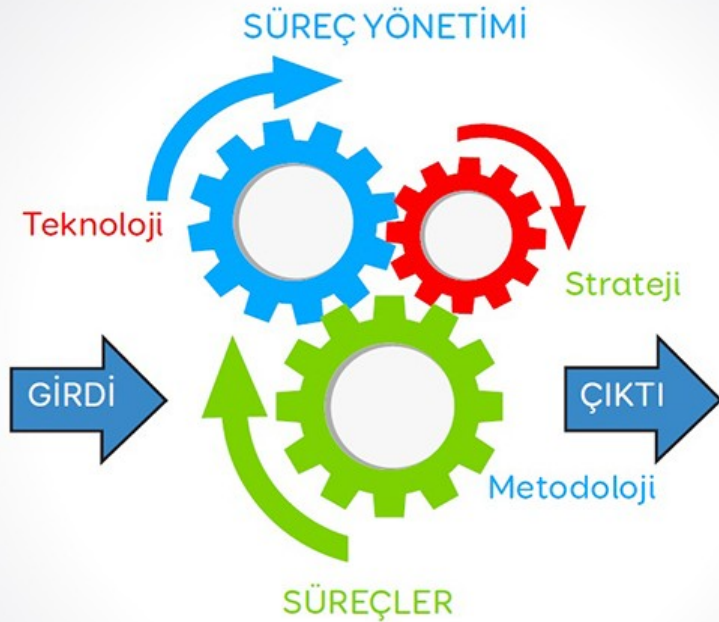 SÜREÇ YÖNETİMİ
Teknoloji
Strateji
GİRDİ
ÇIKTI
Metodoloji
SÜREÇLER